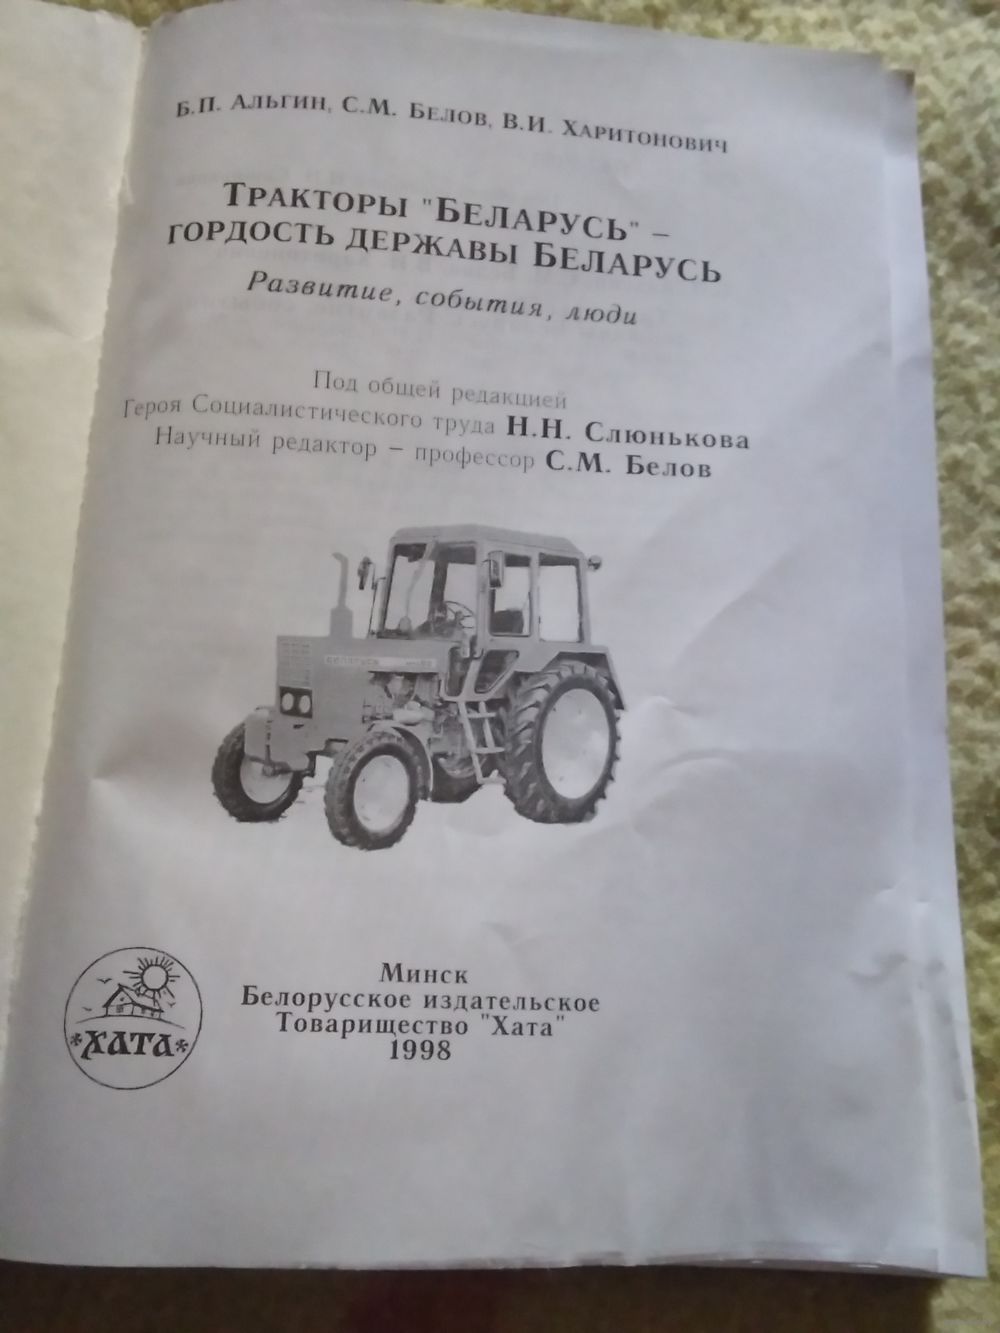 Б.П. Альгин, С.М. Белов, В.И. Харитонович
Тракторы "Беларусь" –
гордость державы Беларусь
Развитие, события, люди
Под общей редакцией
Героя Социалистического труда Н.Н. Слюнькова
Научный редактор – профессор С.М. Белов
БЕЛАРУСЬ
*ХАТА*
Минск
Белорусское издательское
Товарищество "Хата"
1998